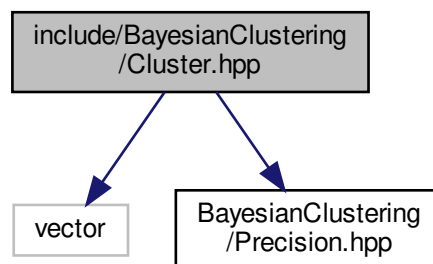 include/BayesianClustering
/Cluster.hpp
vector
BayesianClustering
/Precision.hpp